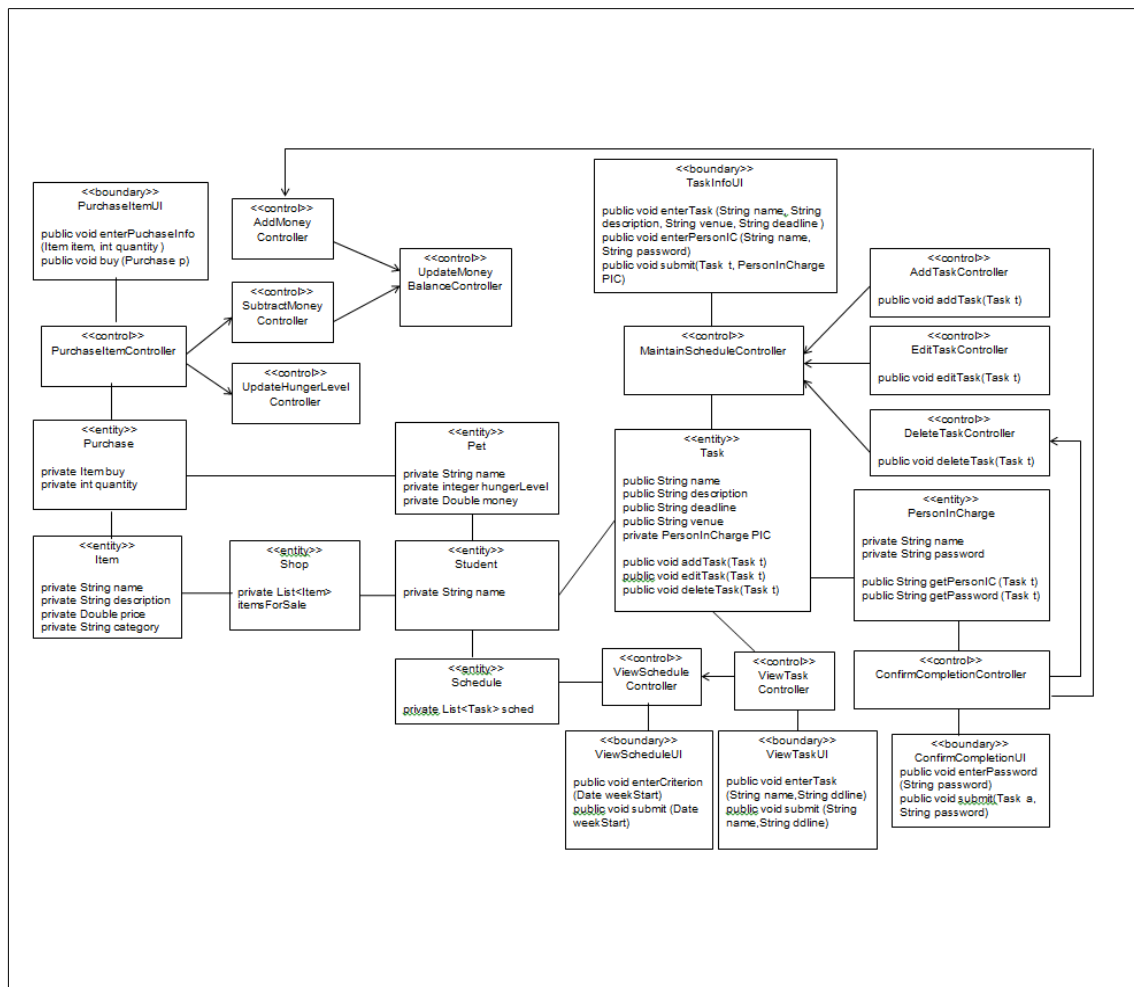 <<boundary>>
PurchaseItemUI
public void enterPuchaseInfo
(Item item, int quantity )
public void buy (Purchase p)
<<control>>
AddMoney
Controller
<<control>>
UpdateMoney
BalanceController
<<control>>
SubtractMoney
Controller
<<control>>
PurchaseItemController
<<control>>
UpdateHungerLevel
Controller
<<boundary>>
TaskInfoUI
public void enterTask (String name, String
description, String venue, String deadline )
public void enterPersonIC (String name,
String password)
public void submit(Task t, PersonInCharge
PIC)
<<control>>
AddTaskController
public void addTask(Task t)
<<control>>
MaintainScheduleController
<<control>>
EditTaskController
public void editTask(Task t)
<<control>>
DeleteTaskController
public void deleteTask(Task t)
<<entity>>
Purchase
private Item buy
private int quantity
<<entity>>
Pet
private String name
private integer hungerLevel
private Double money
<<entity>>
Task
public String name
public String description
public String deadline
public String venue
private PersonInCharge PIC
public void addTask(Task t)
public void editTask(Task t)
public void deleteTask(Task t)
<<entity>>
PersonInCharge
private String name
private String password
public String getPersonIC (Task t)
public String getPassword (Task t)
<<entity>>
Item
private String name
private String description
private Double price
private String category
<<entity>>
Shop
private List<Item>
itemsForSale
<<entity>>
Student
private String name
<<entity>>
Schedule
private List<Task> sched
<<control>>
ViewSchedule
Controller
<<control>>
ViewTask
Controller
<<control>>
ConfirmCompletionController
<<boundary>>
ViewScheduleUI
public void enterCriterion
(Date weekStart)
public void submit (Date
weekStart)
<<boundary>>
ViewTaskUI
public void enterTask
(String name,String ddline)
public void submit (String
name,String ddline)
<<boundary>>
ConfirmCompletionUI
public void enterPassword
(String password)
public void submit(Task a,
String password)